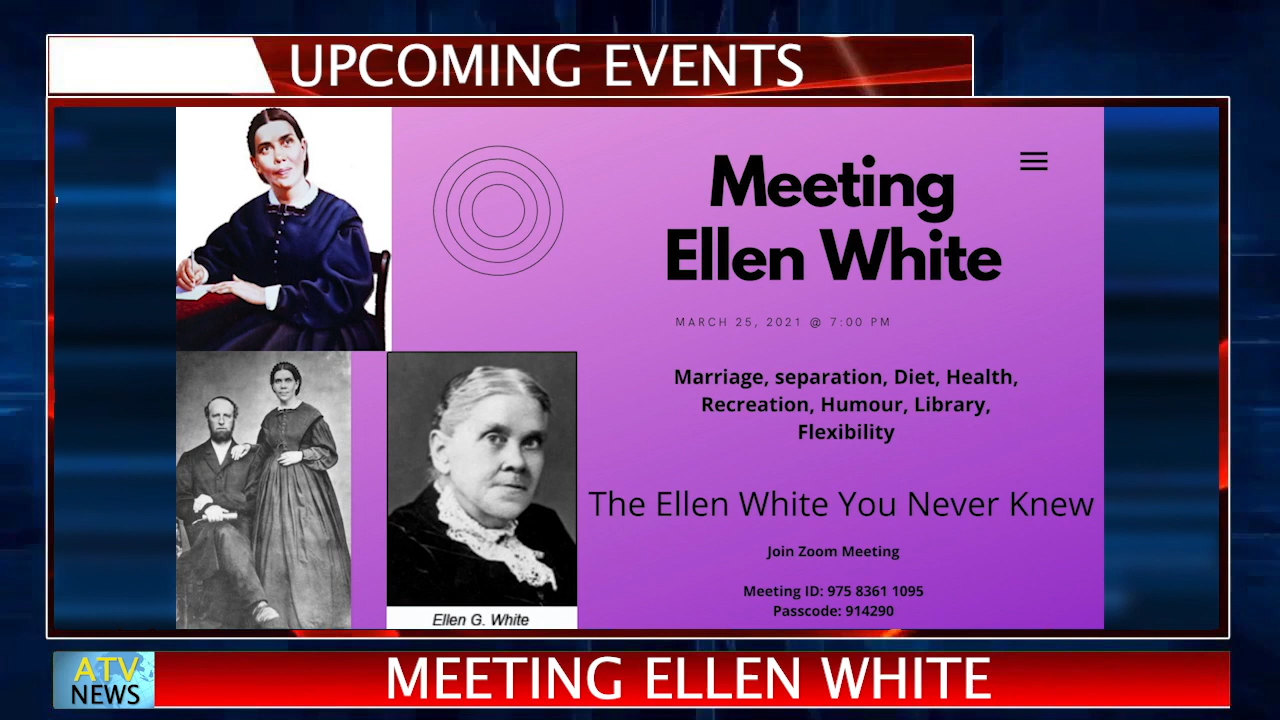 UPCOMING EVENTS
Meeting
Ellen White
MARCH 25, 2021 @ 7:00 PM
Marriage, separation, Diet, Health,
Recreation, Humour, Library,
Flexibility
The Ellen White You Never Knew
Join Zoom Meeting
Meeting ID: 975 8361 1095
Passcode: 914290
Ellen G. White
ATV
NEWS
MEETING ELLEN WHITE